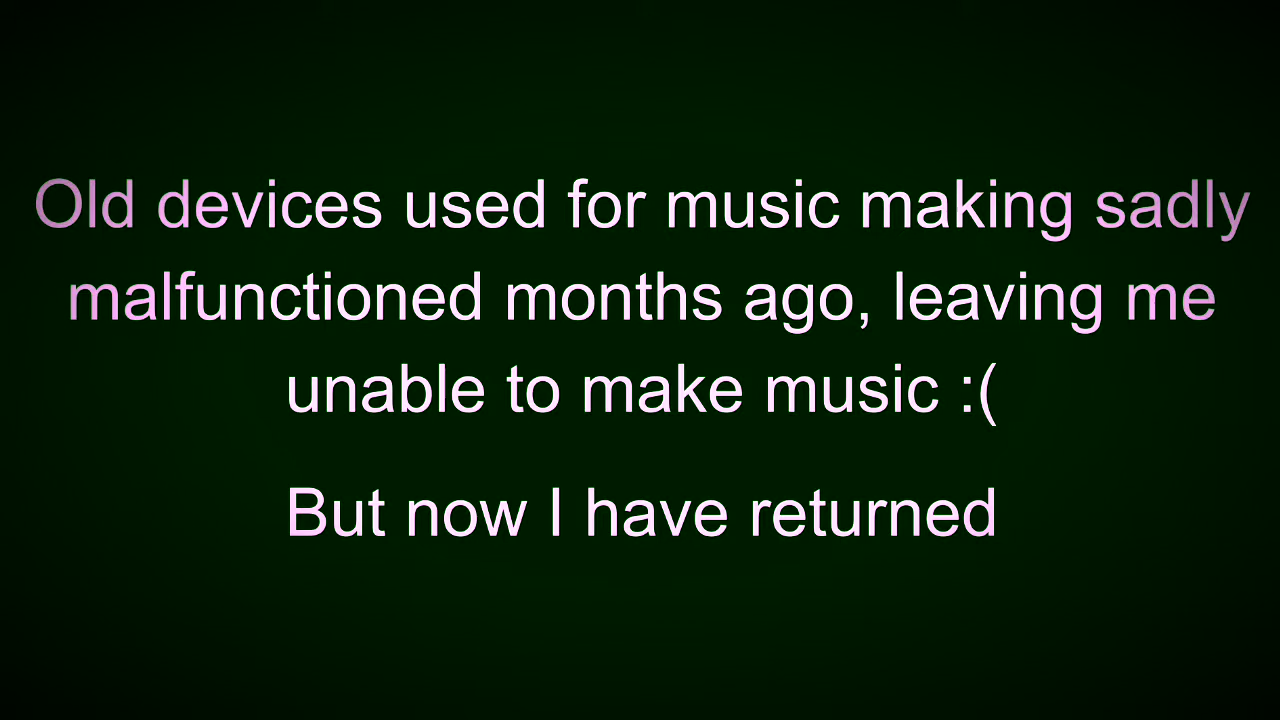 Old devices used for music making sadly
malfunctioned months ago, leaving me
unable to make music :(
But now I have returned